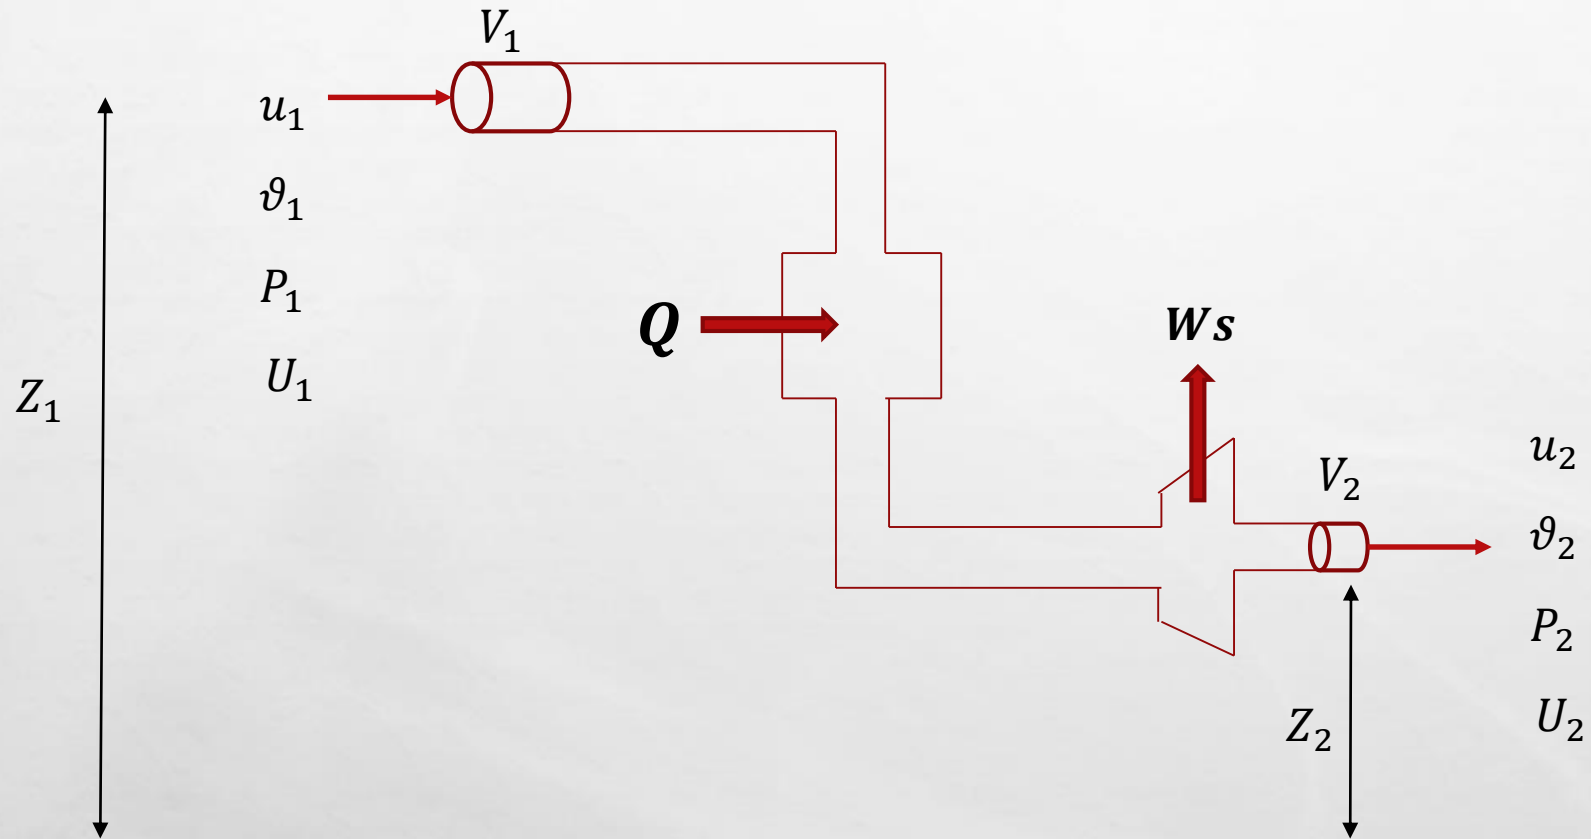 V₁
u₁
ϑ₁
P₁
U₁
Z₁
Q
Ws
V₂
u₂
ϑ₂
P₂
U₂
Z₂